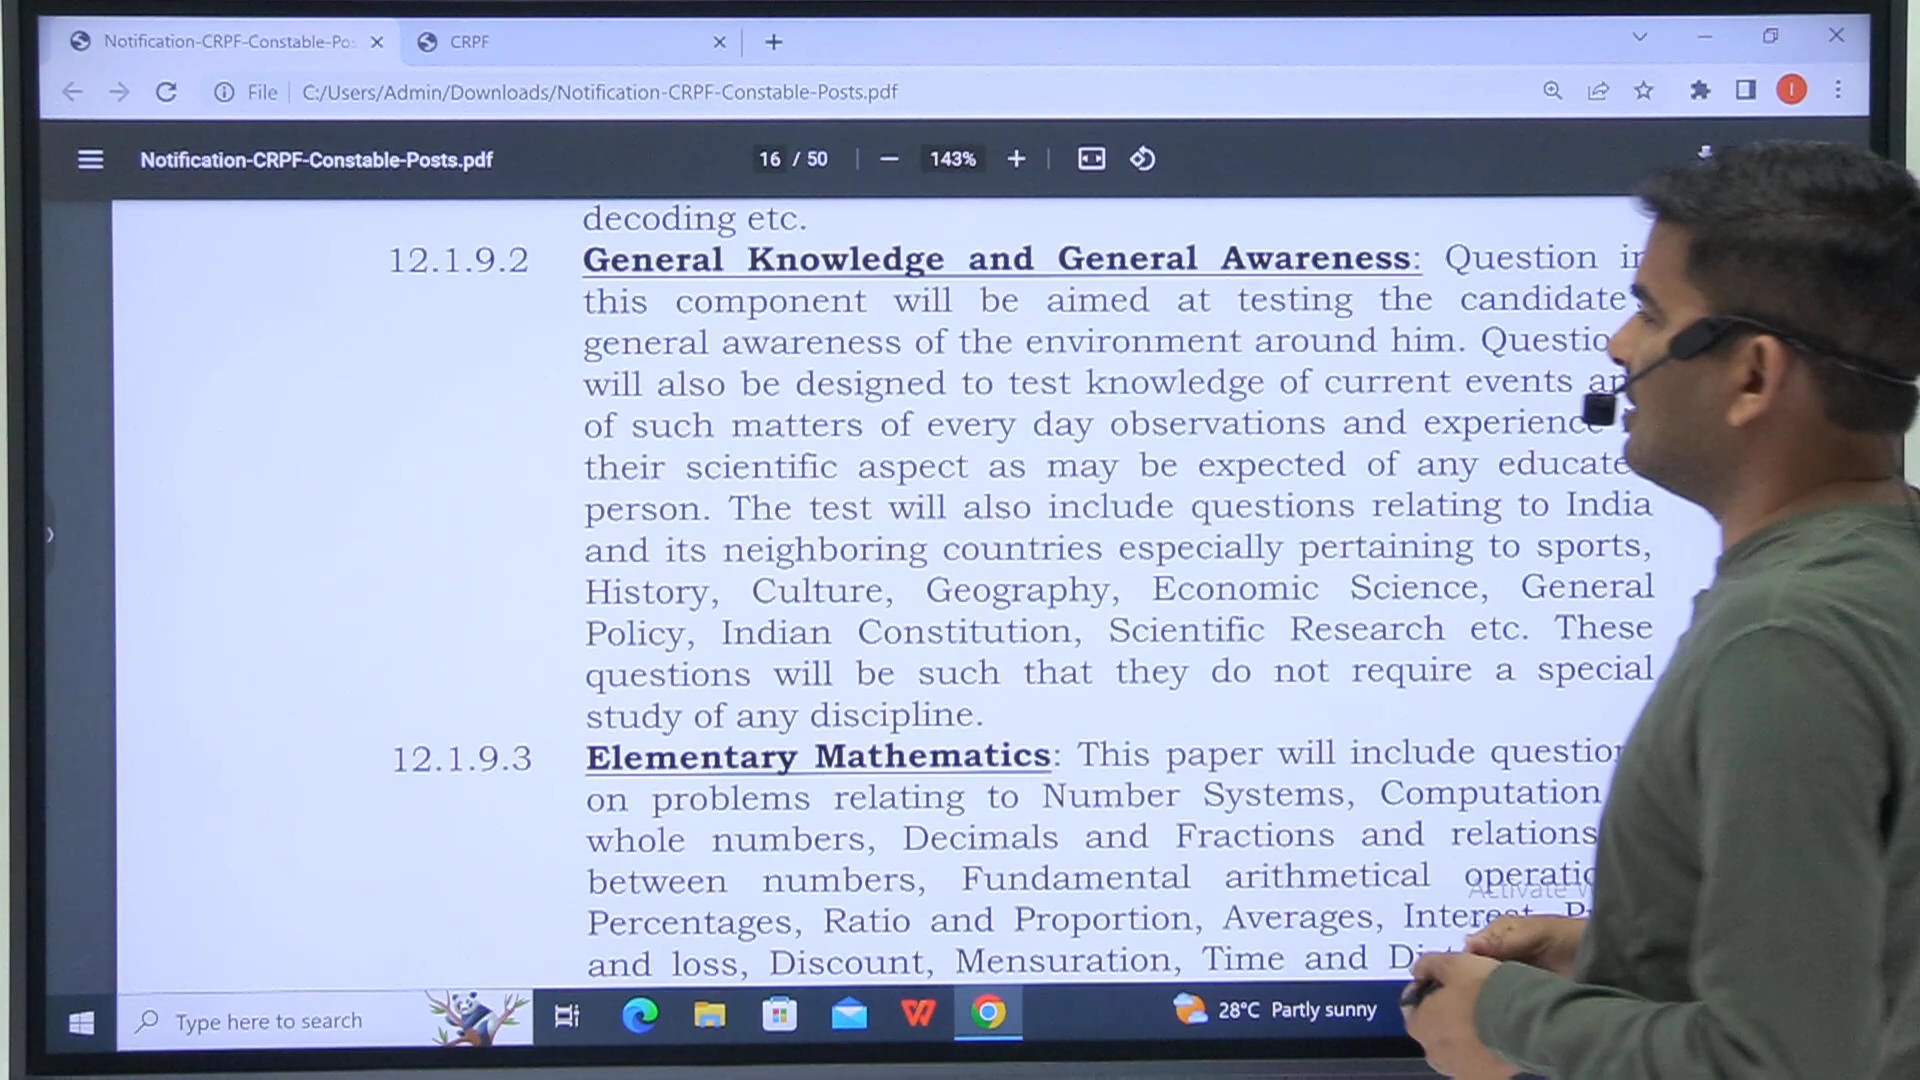 Notification-CRPF-Constable-Po
CRPF
File
C:/Users/Admin/Downloads/Notification-CRPF-Constable-Posts.pdf
I
Notification-CRPF-Constable-Posts.pdf
16 / 50
143%
decoding etc.
12.1.9.2 General Knowledge and General Awareness: Question
this component will be aimed at testing the candidate
general awareness of the environment around him.
will also be designed to test knowledge of current events
of such matters of every day observations and
their scientific aspect as may be expected of any
person. The test will also include questions relating to India
and its neighboring countries especially pertaining to sports,
History, Culture, Geography, Economic Science, General
Policy, Indian Constitution, Scientific Research etc. These
questions will be such that they do not require a special
study of any discipline.
12.1.9.3 Elementary Mathematics: This paper will include
on problems relating to Number Systems, Computation
whole numbers, Decimals and Fractions and
between numbers, Fundamental arithmetical
Activate
Percentages, Ratio and Proportion, Averages,
and loss, Discount, Mensuration, Time and
Type here to search
28°C Partly sunny